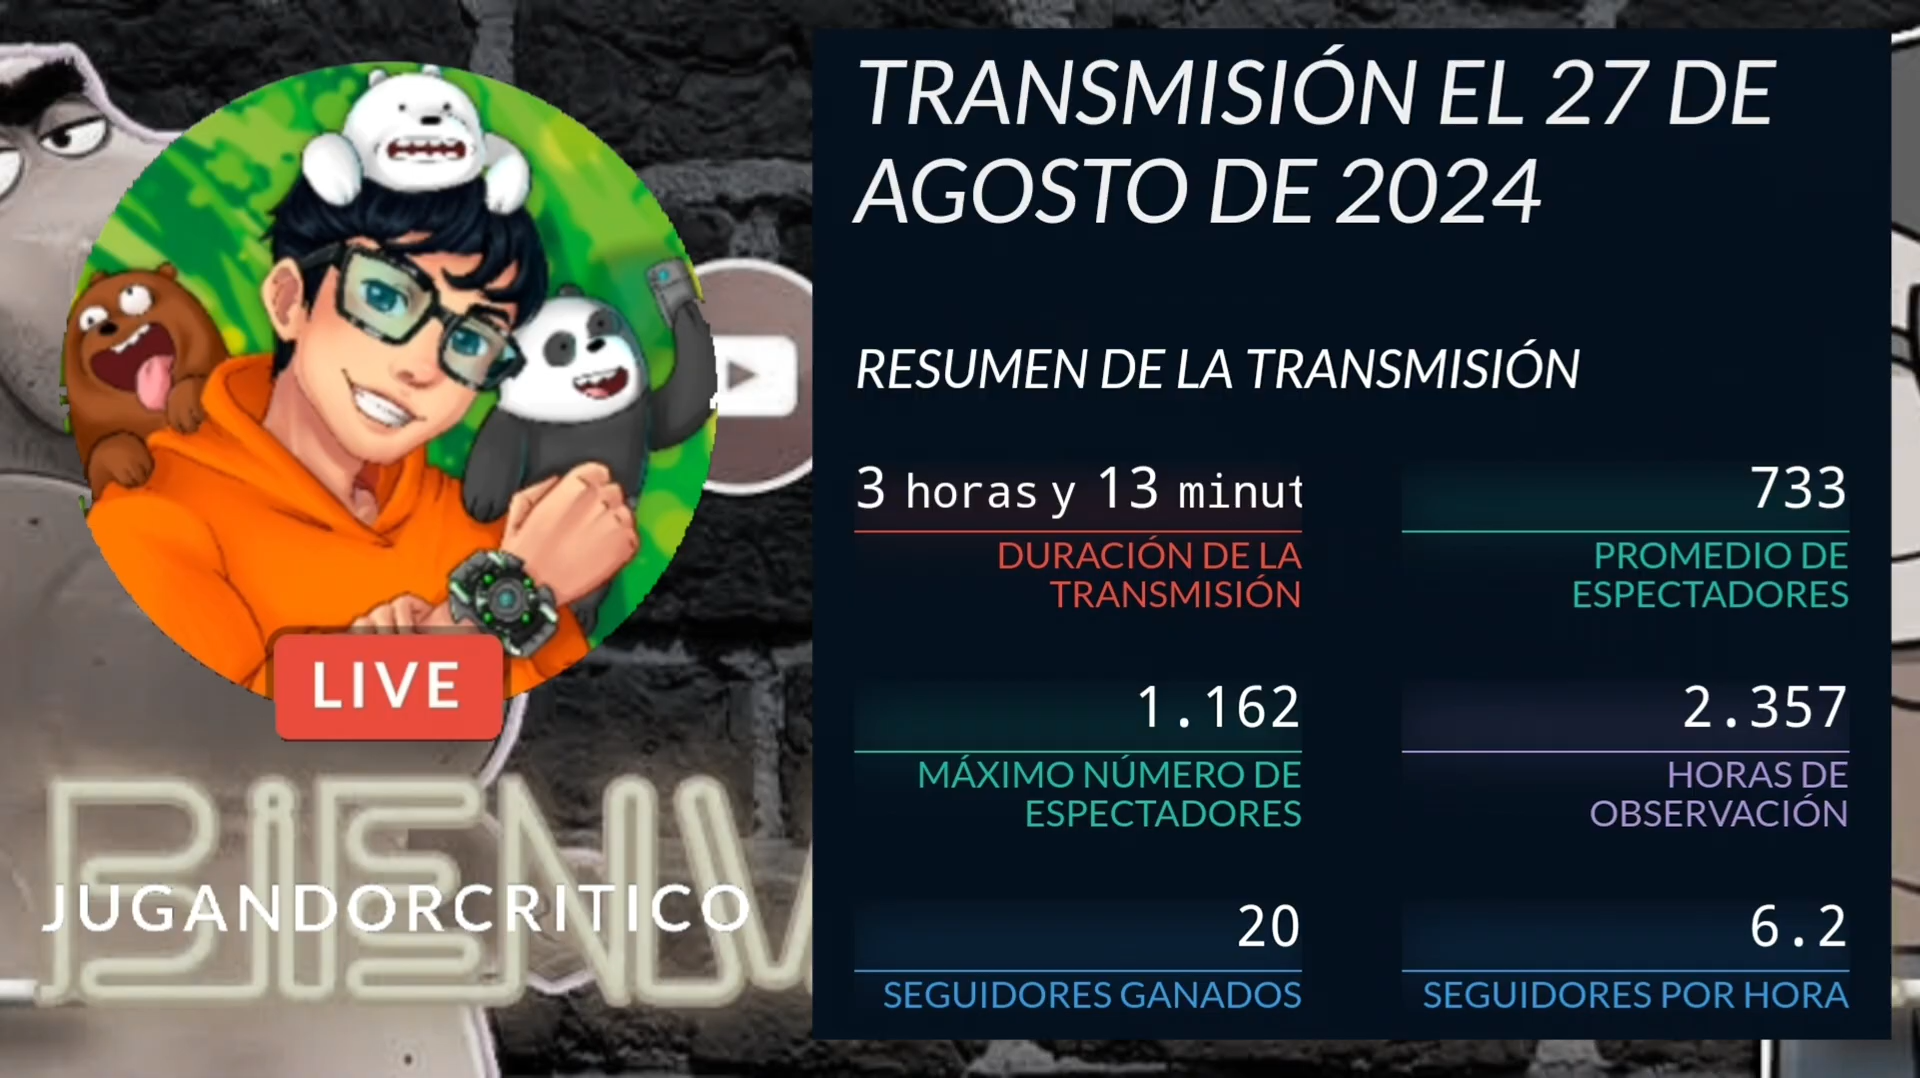 TRANSMISIÓN EL 27 DE
AGOSTO DE 2024
RESUMEN DE LA TRANSMISIÓN
3 horas y 13 minut
DURACIÓN DE LA
TRANSMISIÓN
733
PROMEDIO DE
ESPECTADORES
1.162
MÁXIMO NÚMERO DE
ESPECTADORES
2.357
HORAS DE
OBSERVACIÓN
20
SEGUIDORES GANADOS
6.2
SEGUIDORES POR HORA
LIVE
BIENV
JUGANDORCRITICO